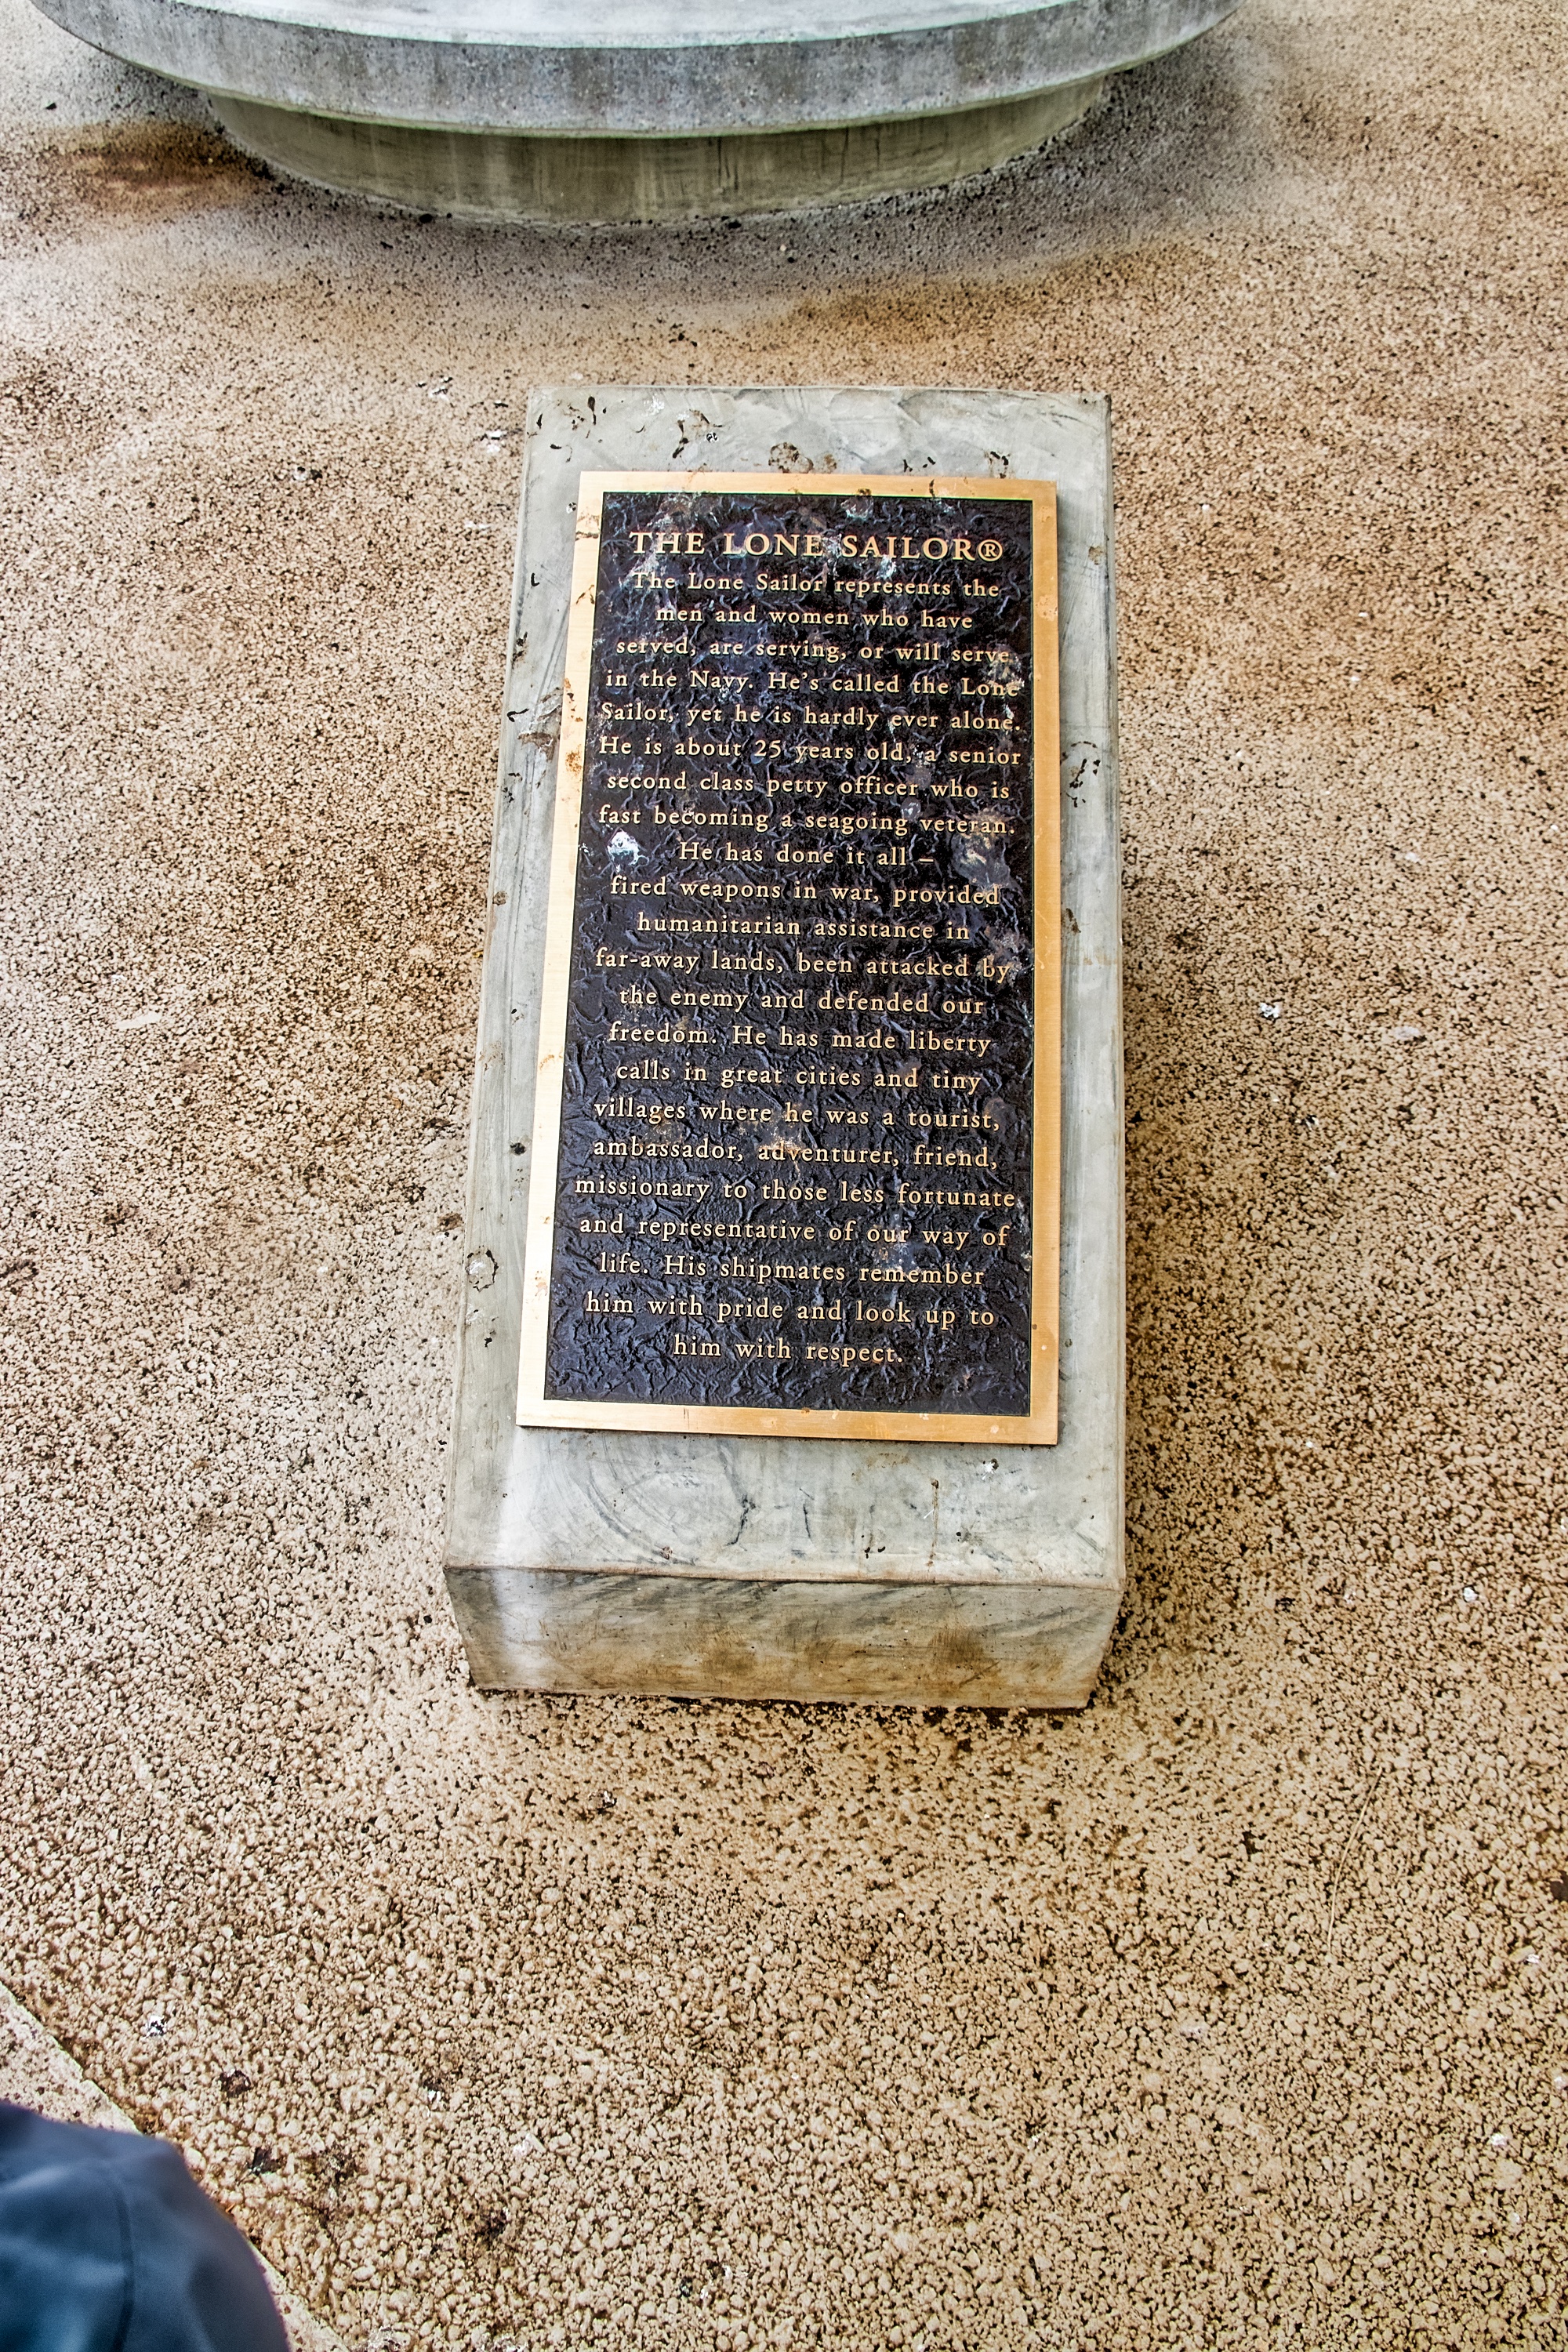 THE LONE SAILOR®
The Lone Sailor represents the
men and women who have
served, are serving, or will serve
in the Navy. He's called the Lone
Sailor, yet he is hardly ever alone.
He is about 25 years old, a senior
second class petty officer who is
fast becoming a seagoing veteran.
He has done it all –
fired weapons in war, provided
humanitarian assistance in
far-away lands, been attacked by
the enemy and defended our
freedom. He has made liberty
calls in great cities and tiny
villages where he was a tourist,
ambassador, adventurer, friend,
missionary to those less fortunate
and representative of our way of
life. His shipmates remember
him with pride and look up to
him with respect.